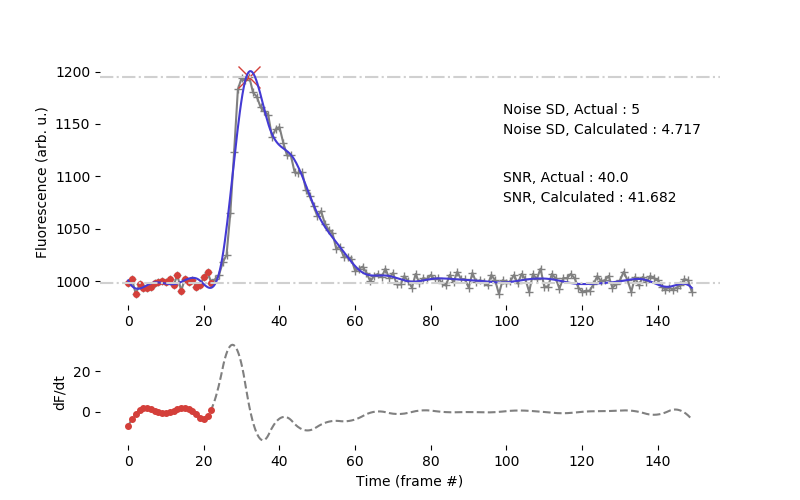 1200
1150
1100
1050
1000
Fluorescence (arb. u.)
Noise SD, Actual : 5
Noise SD, Calculated : 4.717
SNR, Actual : 40.0
SNR, Calculated : 41.682
0 20 40 60 80 100 120 140
20
0
dF/dt
0 20 40 60 80 100 120 140
Time (frame #)